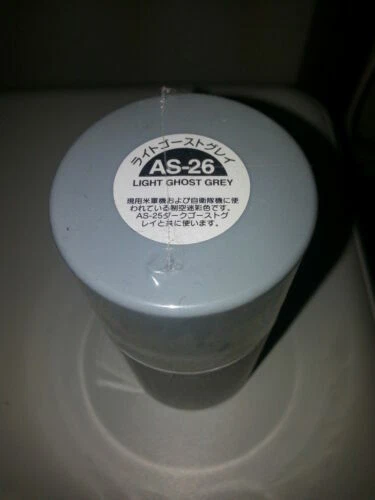 ライトゴーストグレイ
AS-26
LIGHT GHOST GREY
現用米軍機および自衛隊機に使
われている制空迷彩色です。
AS-25ダークゴーストグ
レイと共に使います。